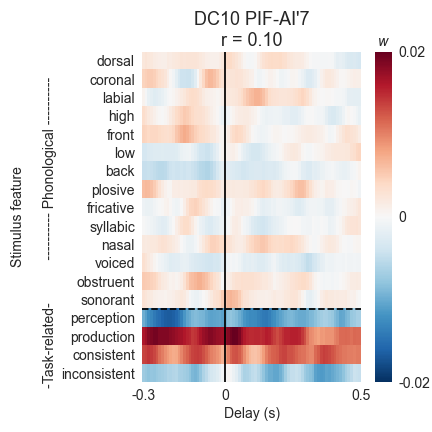 DC10 PIF-AI'7
r = 0.10
w
dorsal
coronal
labial
high
front
low
back
plosive
fricative
syllabic
nasal
voiced
obstruent
sonorant
perception
production
consistent
inconsistent
Stimulus feature
----------- Phonological ----------
-Task-related-
0.02
0
-0.02
-0.3
0
0.5
Delay (s)